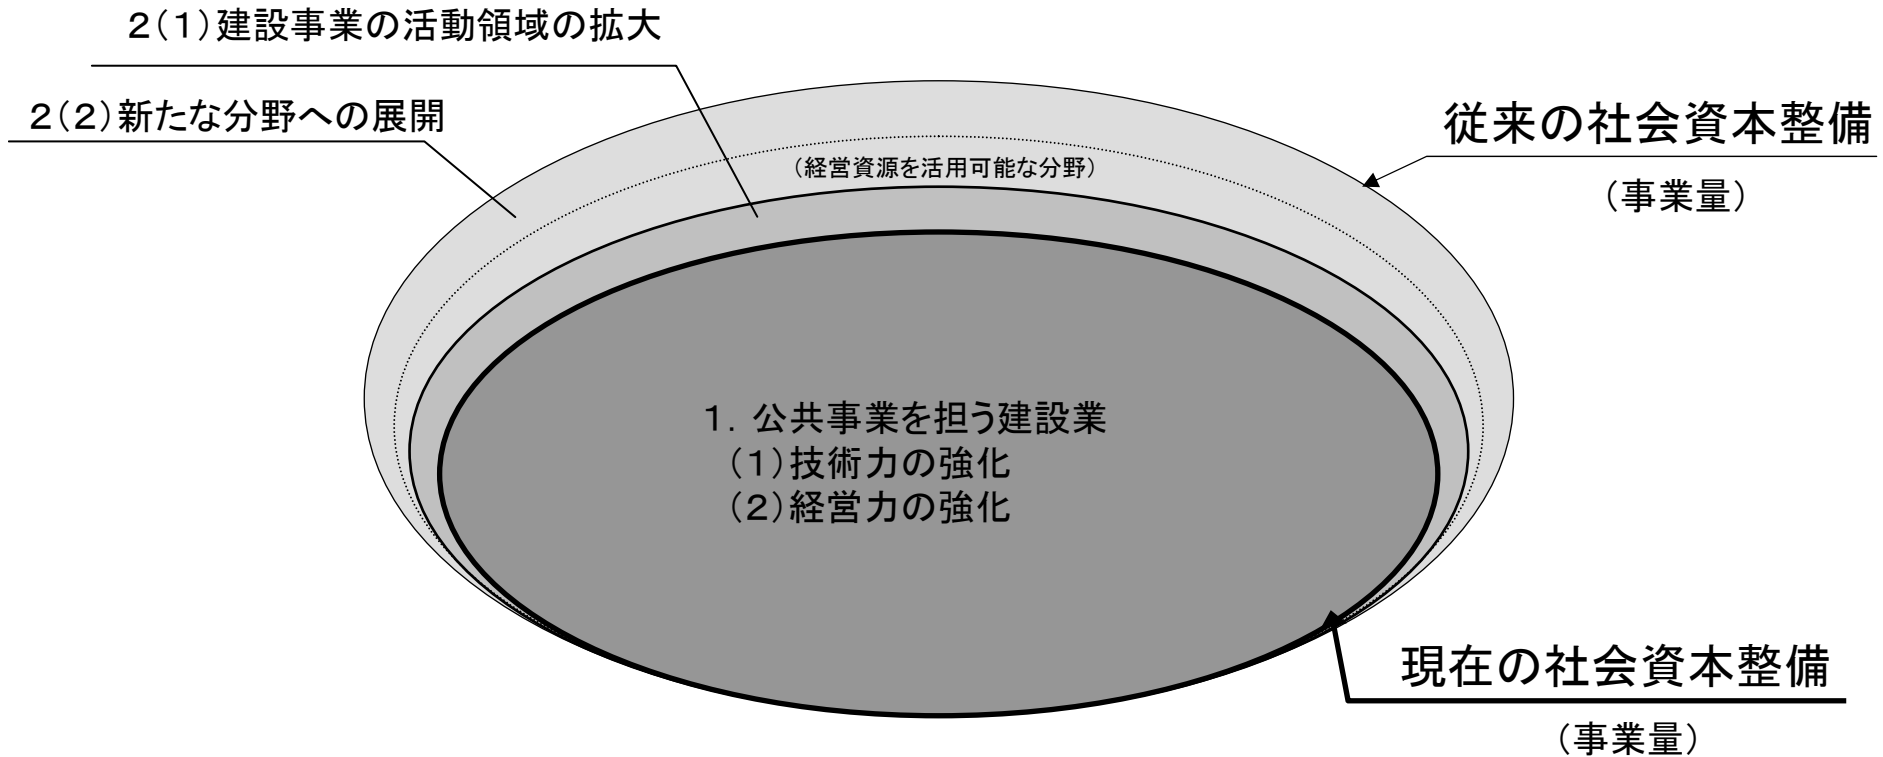 2(1)建設事業の活動領域の拡大
2(2)新たな分野への展開
従来の社会資本整備
(事業量)
(経営資源を活用可能な分野)
1.公共事業を担う建設業
(1)技術力の強化
(2)経営力の強化
現在の社会資本整備
(事業量)